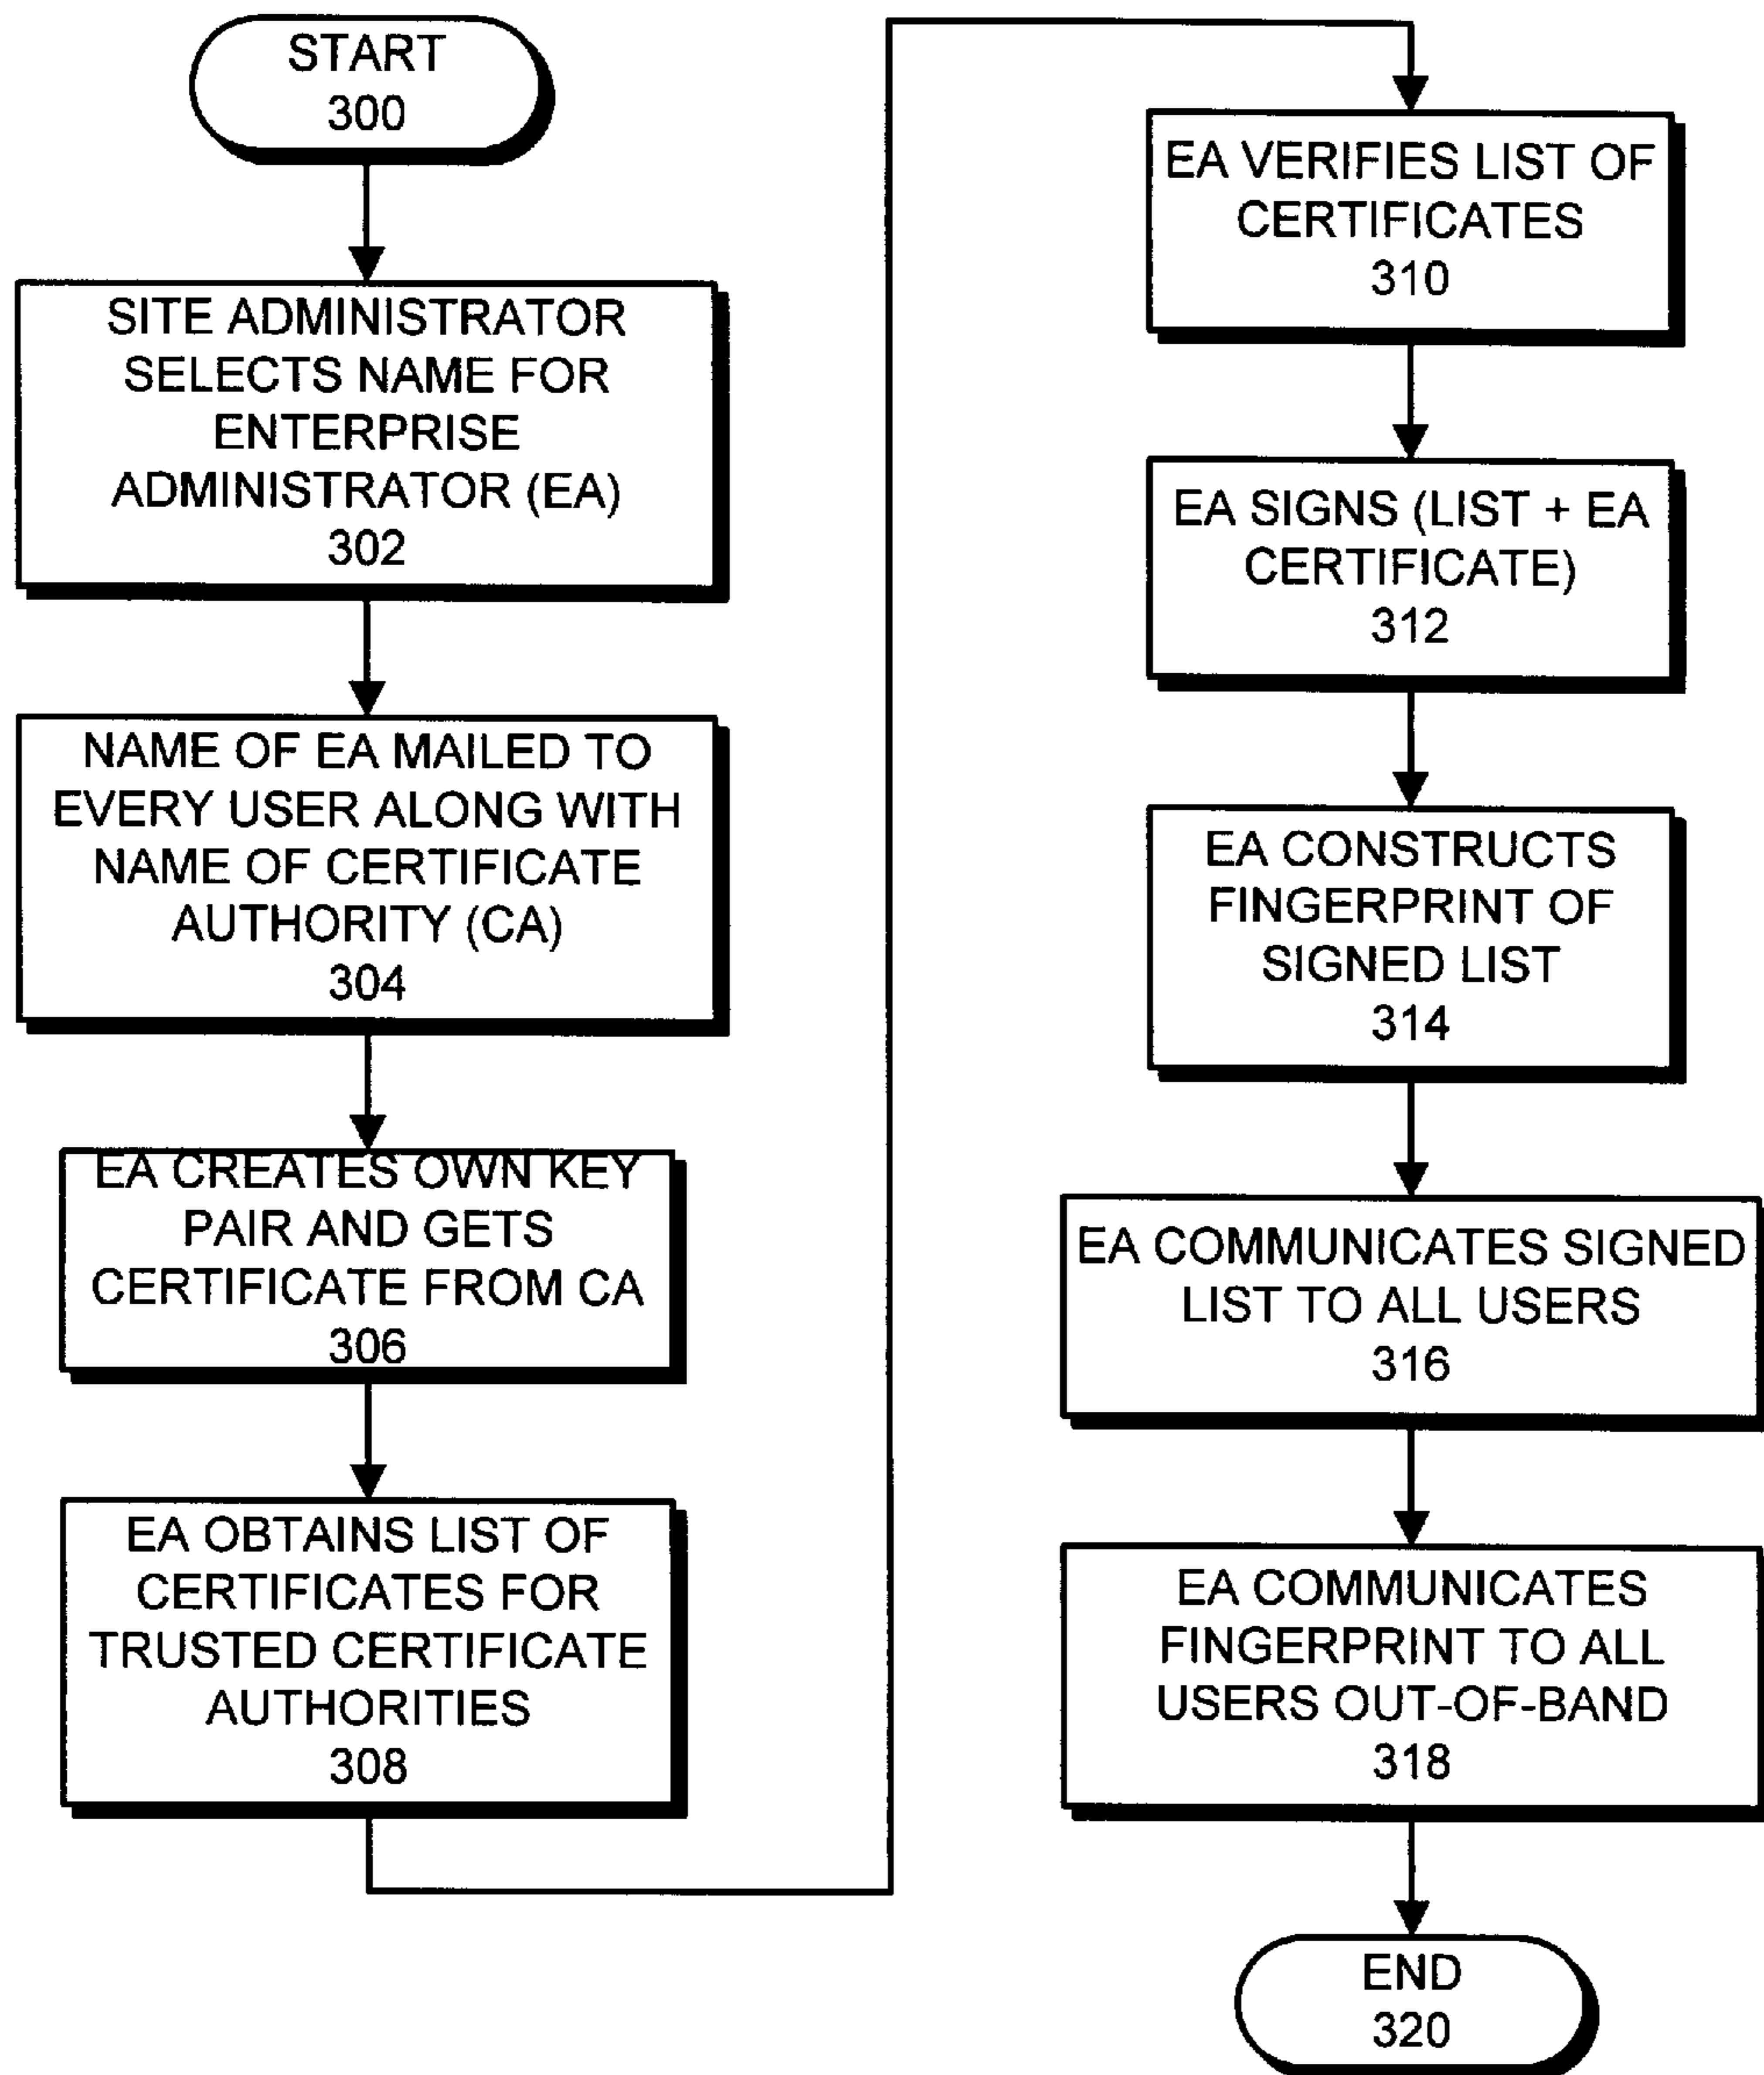 START
300
SITE ADMINISTRATOR
SELECTS NAME FOR
ENTERPRISE
ADMINISTRATOR (EA)
302
NAME OF EA MAILED TO
EVERY USER ALONG WITH
NAME OF CERTIFICATE
AUTHORITY (CA)
304
EA CREATES OWN KEY
PAIR AND GETS
CERTIFICATE FROM CA
306
EA OBTAINS LIST OF
CERTIFICATES FOR
TRUSTED CERTIFICATE
AUTHORITIES
308
EA VERIFIES LIST OF
CERTIFICATES
310
EA SIGNS (LIST + EA
CERTIFICATE)
312
EA CONSTRUCTS
FINGERPRINT OF
SIGNED LIST
314
EA COMMUNICATES SIGNED
LIST TO ALL USERS
316
EA COMMUNICATES
FINGERPRINT TO ALL
USERS OUT-OF-BAND
318
END
320